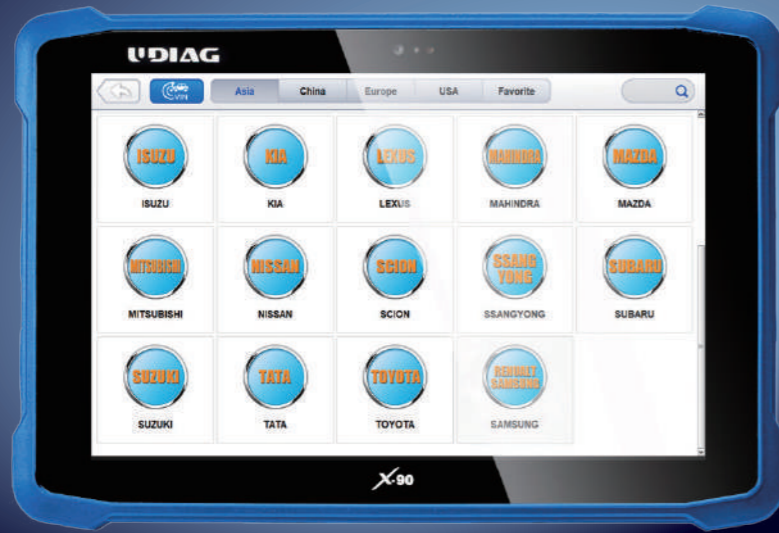 UDIAG
VIN Asia China Europe USA Favorite
ISUZU KIA LEXUS MAHINDRA MAZDA
ISUZU KIA LEXUS MAHINDRA MAZDA
MITSUBISHI NISSAN SCION SSANG YONG SUBARU
MITSUBISHI NISSAN SCION SSANGYONG SUBARU
SUZUKI TATA TOYOTA RENAULT SAMSUNG
SUZUKI TATA TOYOTA SAMSUNG
X-90